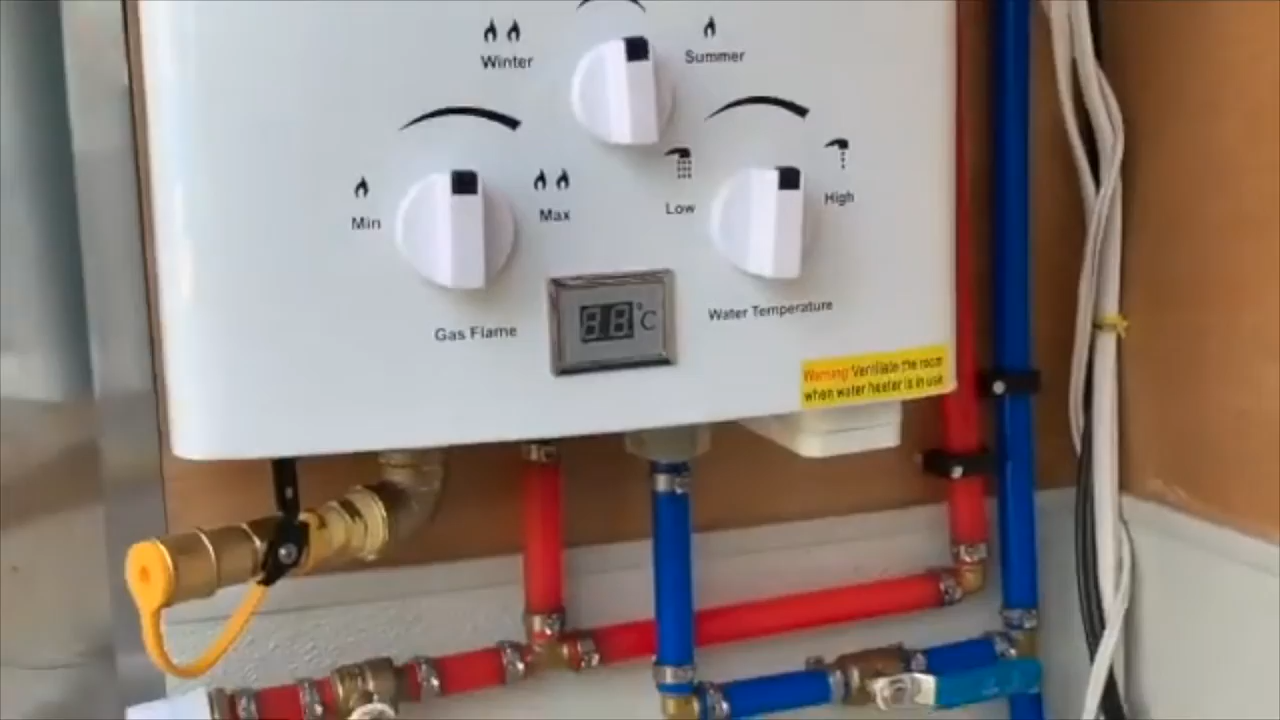 Winter
Summer
Min
Max
Low
High
Gas Flame
88°C
Water Temperature
Warning: Ventilate the room
when water heater is in use